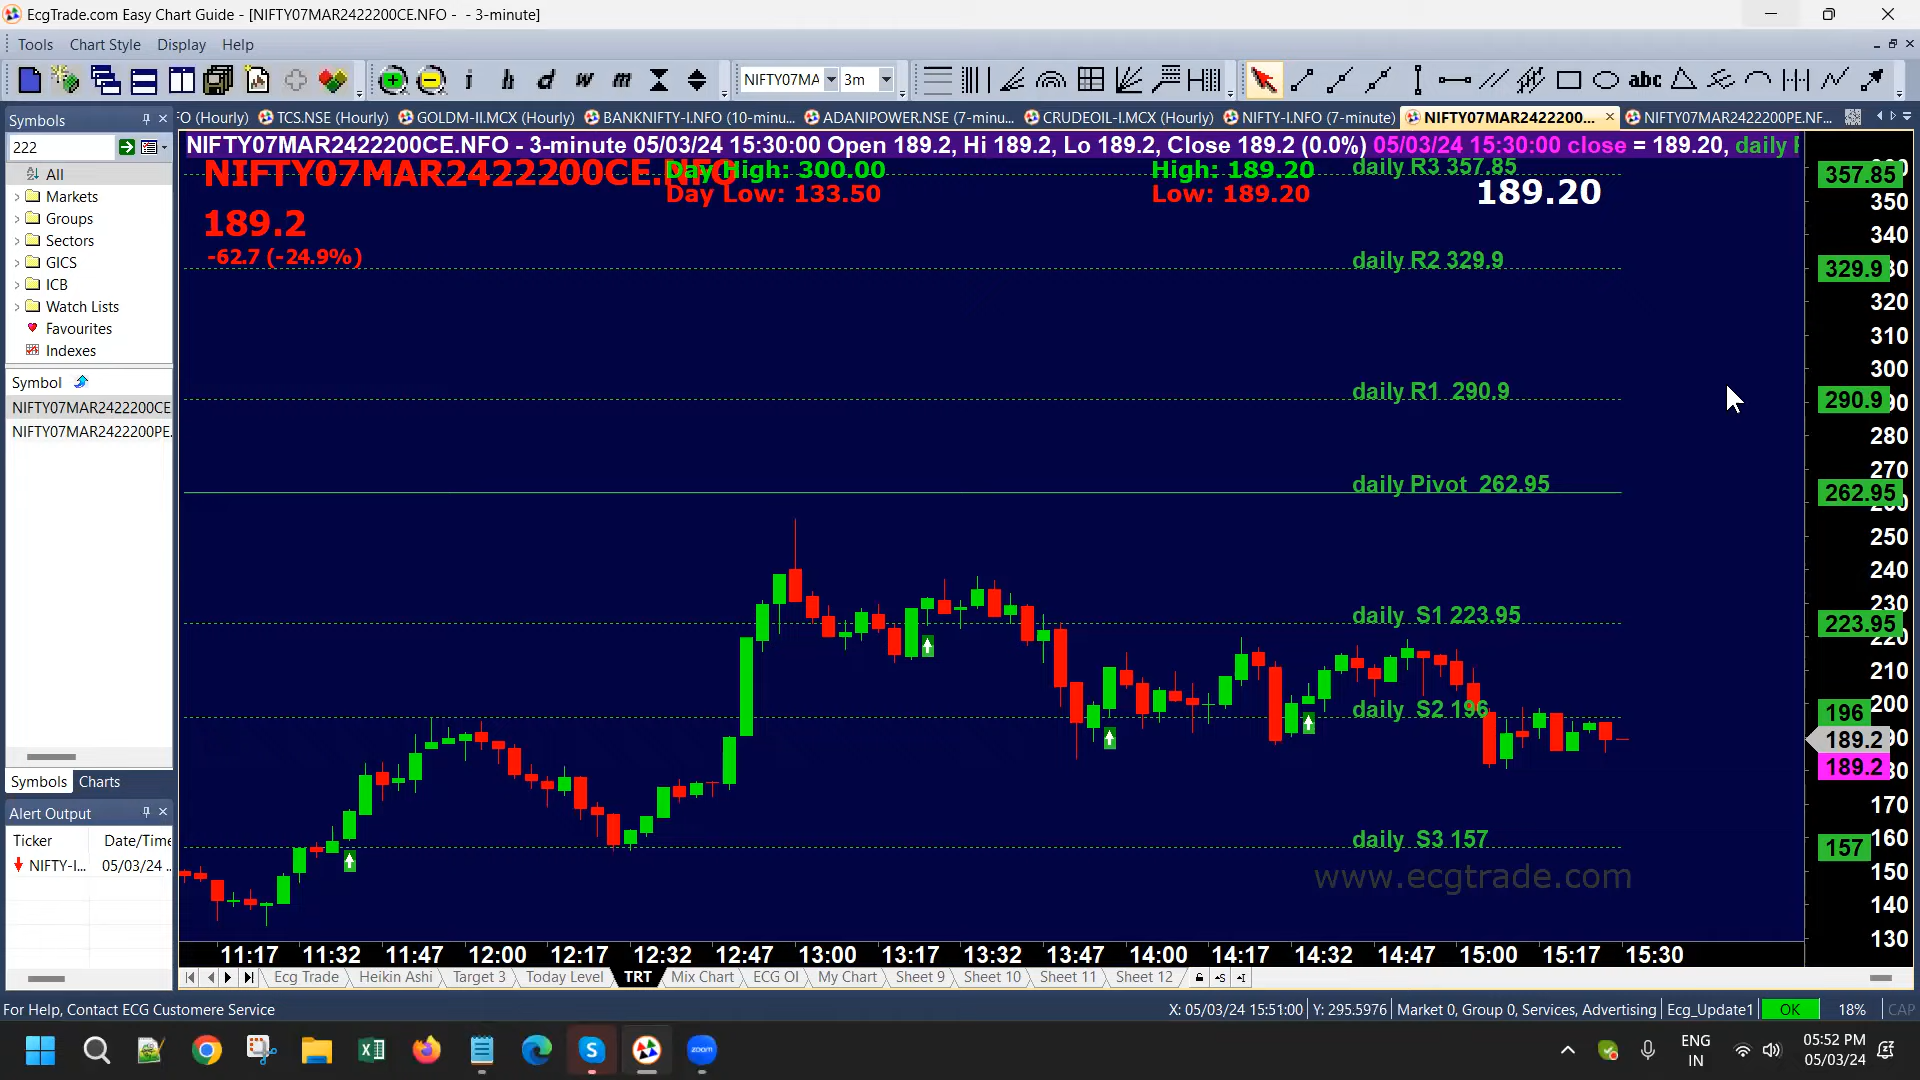 EcgTrade.com Easy Chart Guide - [NIFTY07MAR2422200CE.NFO -  - 3-minute]
Tools Chart Style Display Help
i h d w m NIFTY07MA 3m abc
Symbols
222
FO (Hourly) TCS.NSE (Hourly) GOLDM-II.MCX (Hourly) BANKNIFTY-I.NFO (10-minu... ADANIPOWER.NSE (7-minu... CRUDEOIL-I.MCX (Hourly) NIFTY-I.NFO (7-minute) NIFTY07MAR2422200... NIFTY07MAR2422200PE.NF...
NIFTY07MAR2422200CE.NFO - 3-minute 05/03/24 15:30:00 Open 189.2, Hi 189.2, Lo 189.2, Close 189.2 (0.0%) 05/03/24 15:30:00 close = 189.20, daily
NIFTY07MAR2422200CE.NFO
Day High: 300.00
Day Low: 133.50
High: 189.20
Low: 189.20
189.20
189.2
-62.7 (-24.9%)
daily R3 357.85
daily R2 329.9
daily R1 290.9
daily Pivot 262.95
daily S1 223.95
daily S2 196
daily S3 157
www.ecgtrade.com
357.85
350
340
329.9
320
310
300
290.9
280
270
262.95
250
240
230
223.95
220
210
200
196
189.2
189.2
170
160
157
150
140
130
All
Markets
Groups
Sectors
GICS
ICB
Watch Lists
Favourites
Indexes
Symbol
NIFTY07MAR2422200CE
NIFTY07MAR2422200PE.
Symbols Charts
Alert Output
Ticker Date/Time
NIFTY-I... 05/03/24 ..
11:17 11:32 11:47 12:00 12:17 12:32 12:47 13:00 13:17 13:32 13:47 14:00 14:17 14:32 14:47 15:00 15:17 15:30
Ecg Trade Heikin Ashi Target 3 Today Level TRT Mix Chart ECG OI My Chart Sheet 9 Sheet 10 Sheet 11 Sheet 12
For Help, Contact ECG Customere Service
X: 05/03/24 15:51:00 Y: 295.5976 Market 0, Group 0, Services, Advertising Ecg_Update1 OK 18% CAP
zoom
ENG
IN
05:52 PM
05/03/24